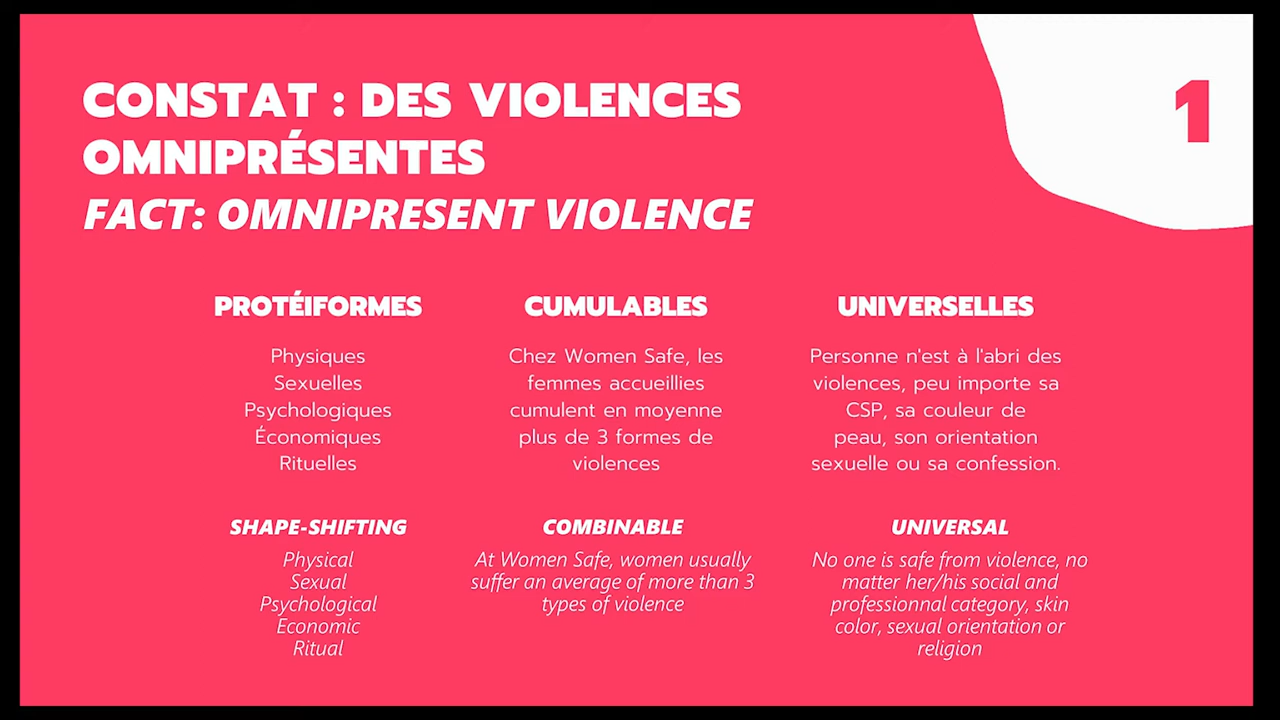 CONSTAT : DES VIOLENCES
OMNIPRÉSENTES
FACT: OMNIPRESENT VIOLENCE
1
PROTÉIFORMES
Physiques
Sexuelles
Psychologiques
Économiques
Rituelles
CUMULABLES
Chez Women Safe, les
femmes accueillies
cumulent en moyenne
plus de 3 formes de
violences
UNIVERSELLES
Personne n'est à l'abri des
violences, peu importe sa
CSP, sa couleur de
peau, son orientation
sexuelle ou sa confession.
SHAPE-SHIFTING
Physical
Sexual
Psychological
Economic
Ritual
COMBINABLE
At Women Safe, women usually
suffer an average of more than 3
types of violence
UNIVERSAL
No one is safe from violence, no
matter her/his social and
professionnal category, skin
color, sexual orientation or
religion